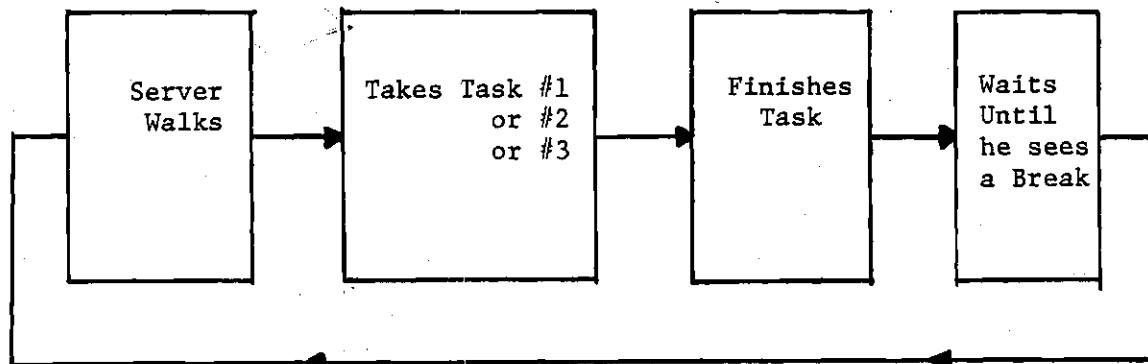 Server
Walks
Takes Task #1
or #2
or #3
Finishes
Task
Waits
Until
he sees
a Break